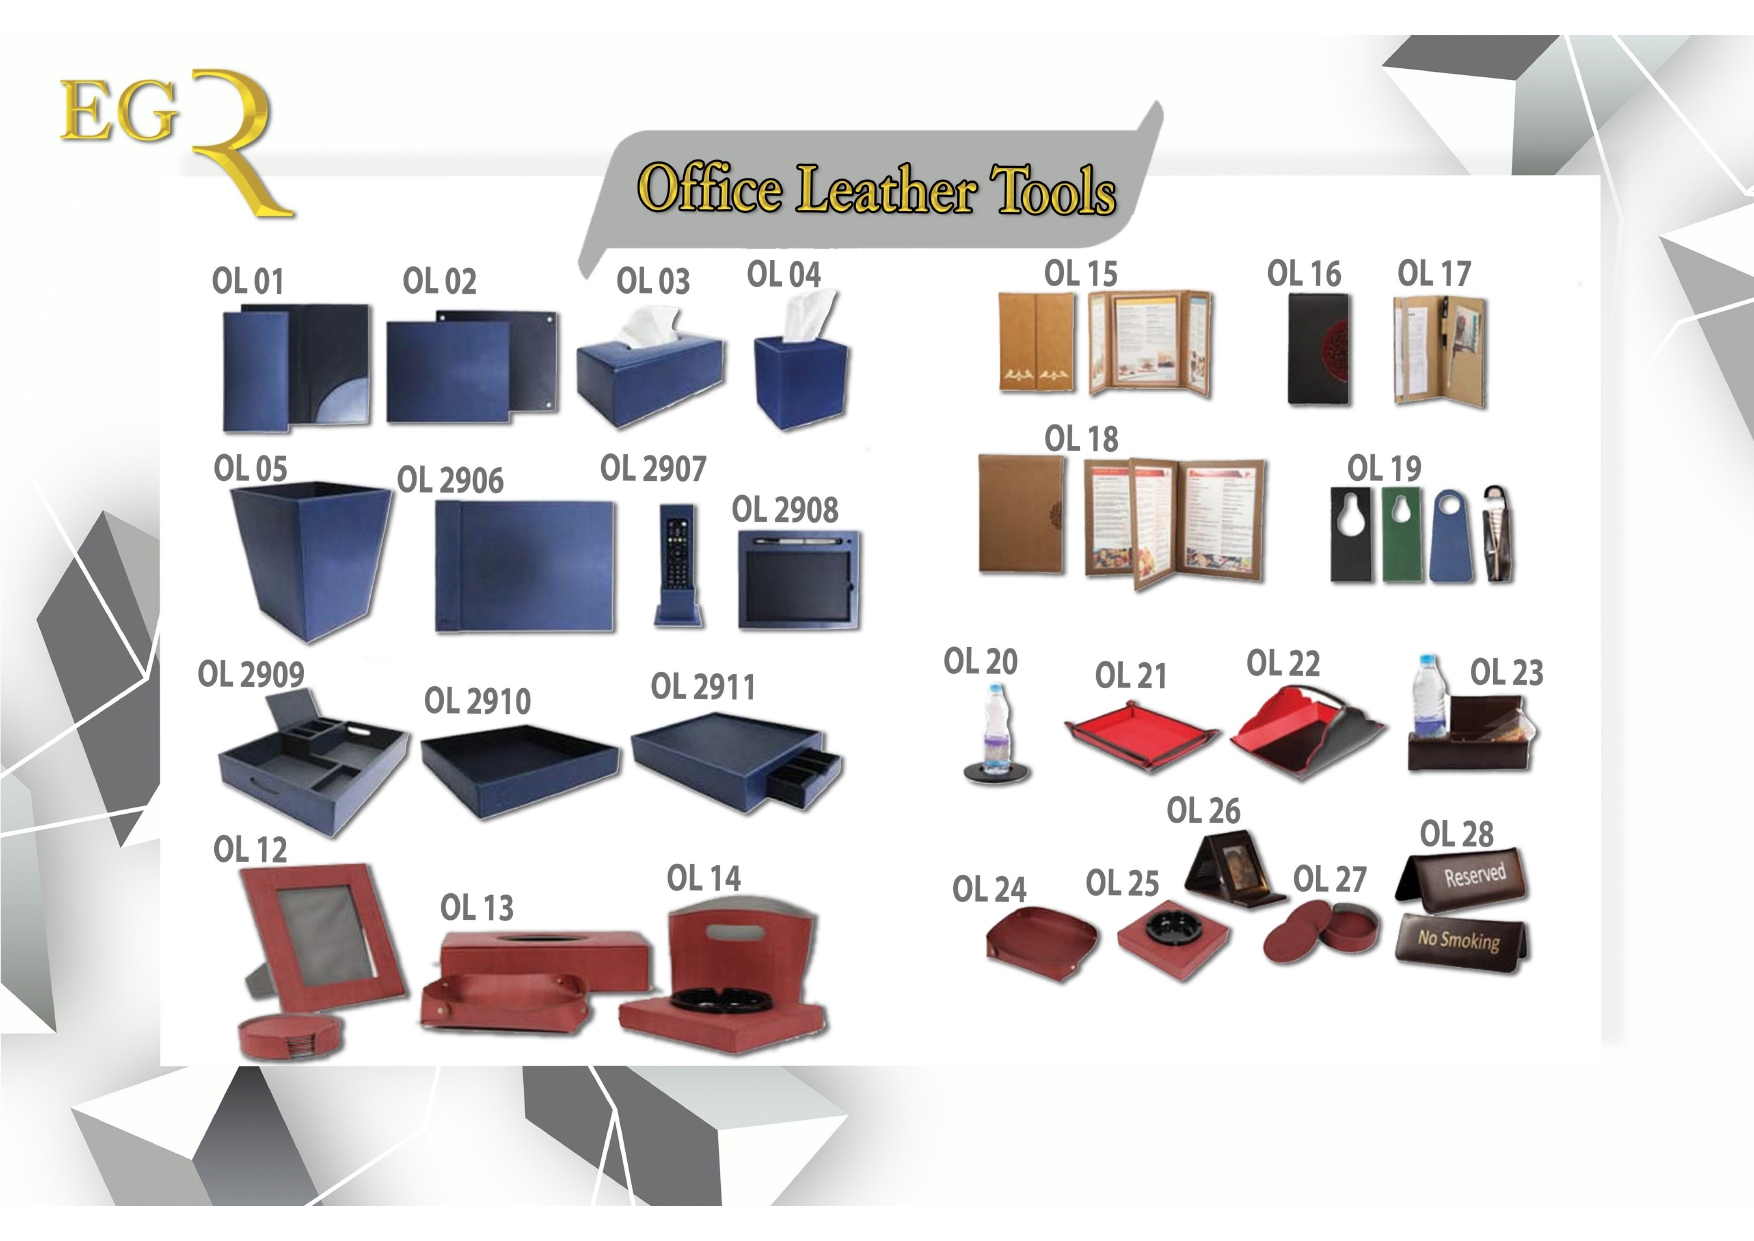 EGR
Office Leather Tools
OL 01
OL 02
OL 03
OL 04
OL 05
OL 2906
OL 2907
OL 2908
OL 2909
OL 2910
OL 2911
OL 12
OL 13
OL 14
OL 15
OL 16
OL 17
OL 18
OL 19
OL 20
OL 21
OL 22
OL 23
OL 24
OL 25
OL 26
OL 27
OL 28
Reserved
No Smoking